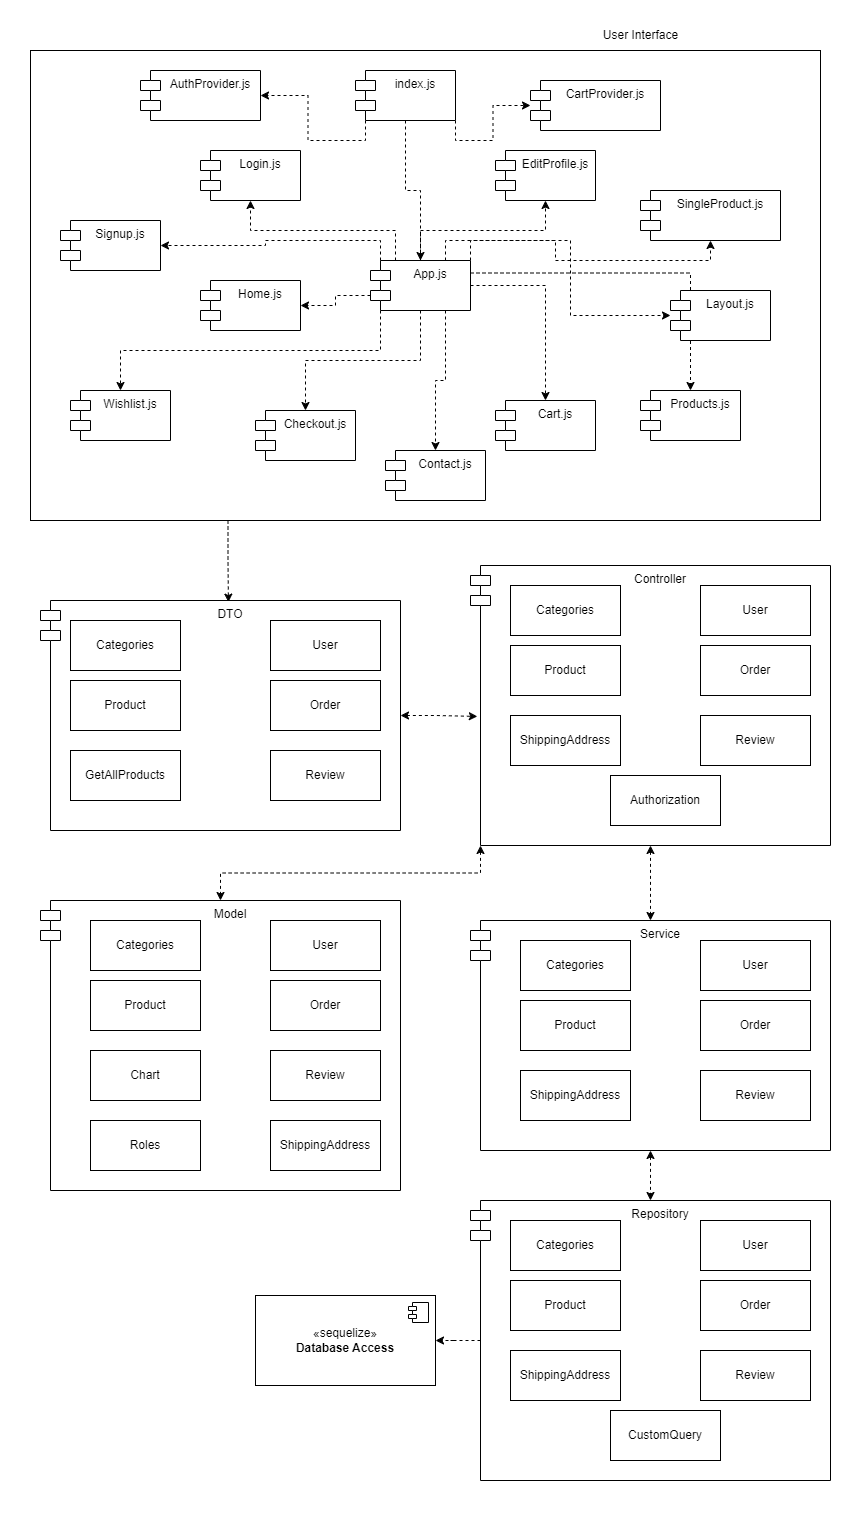 User Interface
AuthProvider.js
index.js
CartProvider.js
Login.js
EditProfile.js
SingleProduct.js
Signup.js
App.js
Home.js
Layout.js
Wishlist.js
Checkout.js
Cart.js
Products.js
Contact.js
DTO
Categories
User
Product
Order
GetAllProducts
Review
Controller
Categories
User
Product
Order
ShippingAddress
Review
Authorization
Model
Categories
User
Product
Order
Chart
Review
Roles
ShippingAddress
Service
Categories
User
Product
Order
ShippingAddress
Review
Repository
Categories
User
Product
Order
ShippingAddress
Review
CustomQuery
«sequelize»
Database Access